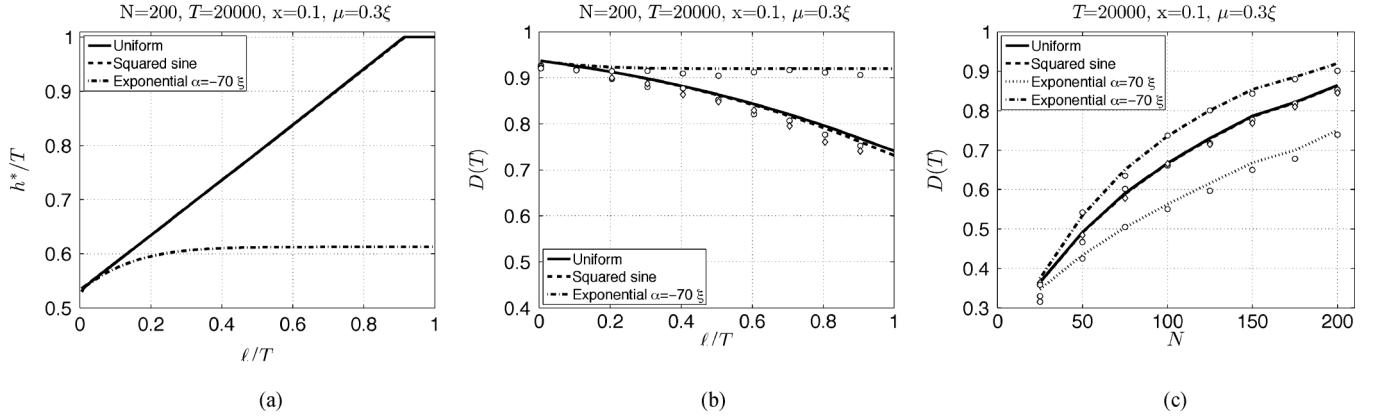 N=200, T=20000, x=0.1, μ=0.3ξ
h*/T
1
0.9
0.8
0.7
0.6
0.5
Uniform
Squared sine
Exponential α=−70 ξ
0 0.2 0.4 0.6 0.8 1
ℓ/T
(a)
N=200, T=20000, x=0.1, μ=0.3ξ
D(T)
1
0.9
0.8
0.7
0.9
0.5
0.4
Uniform
Squared sine
Exponential α=−70 ξ
0 0.2 0.4 0.6 0.8 1
ℓ/T
(b)
T=20000, x=0.1, μ=0.3ξ
D(T)
1
0.9
0.8
0.7
0.6
0.5
0.4
0.3
Uniform
Squared sine
Exponential α=70 ξ
Exponential α=−70 ξ
0 50 100 150 200
N
(c)